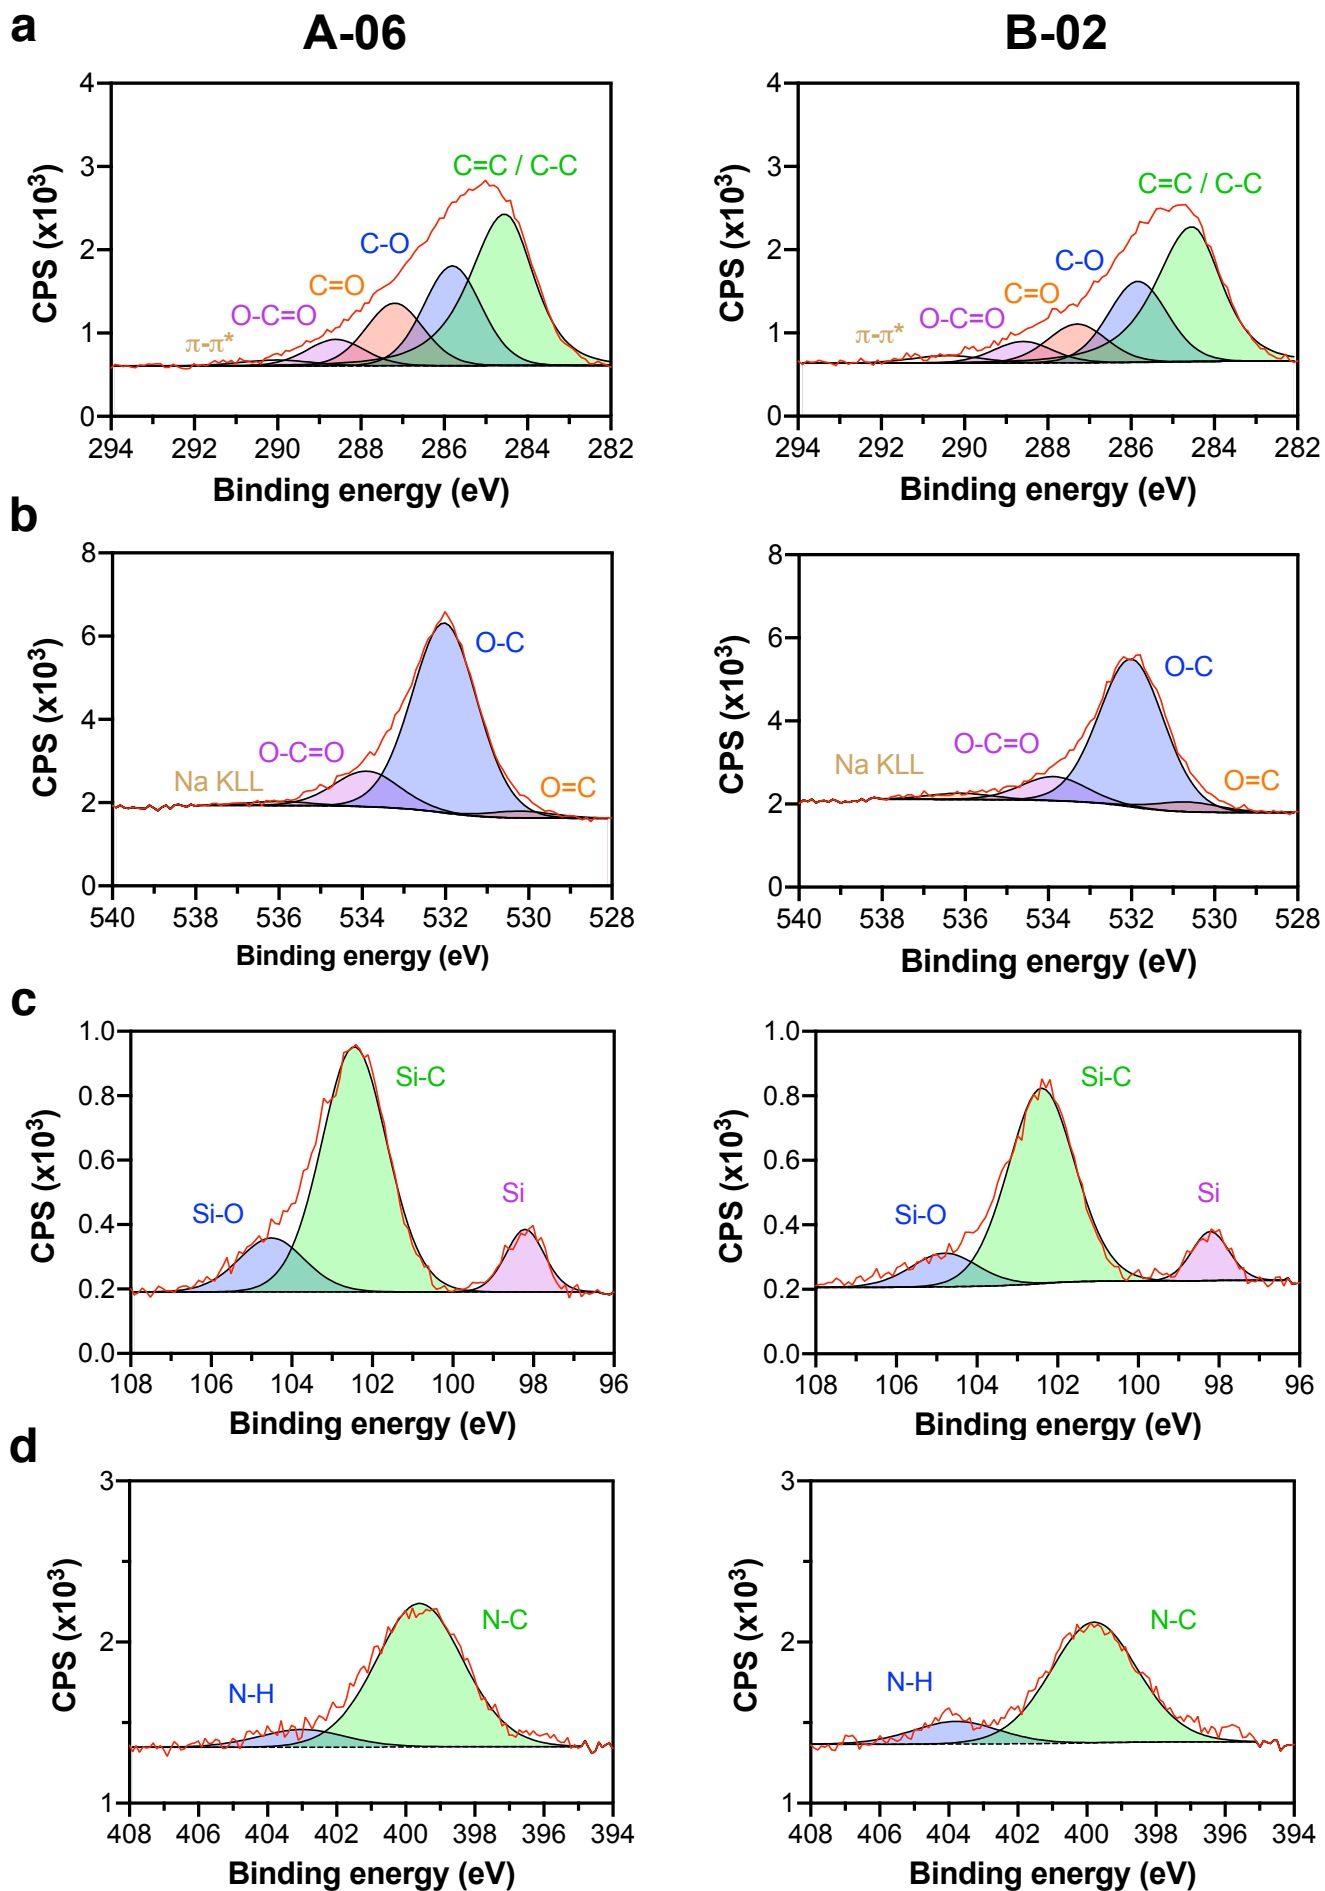 a
A-06
B-02
CPS (x10³)
4
3
2
1
0
C=C / C-C
C-O
C=O
O-C=O
π-π*
294 292 290 288 286 284 282
Binding energy (eV)
CPS (x10³)
4
3
2
1
0
C=C / C-C
C-O
C=O
O-C=O
π-π*
294 292 290 288 286 284 282
Binding energy (eV)
b
CPS (x10³)
8
6
4
2
0
O-C
O-C=O
Na KLL
O=C
540 538 536 534 532 530 528
Binding energy (eV)
CPS (x10³)
8
6
4
2
0
O-C
O-C=O
Na KLL
O=C
540 538 536 534 532 530 528
Binding energy (eV)
c
CPS (x10³)
1.0
0.8
0.6
0.4
0.2
0.0
Si-C
Si
Si-O
108 106 104 102 100 98 96
Binding energy (eV)
CPS (x10³)
1.0
0.8
0.6
0.4
0.2
0.0
Si-C
Si
Si-O
108 106 104 102 100 98 96
Binding energy (eV)
d
CPS (x10³)
3
2
1
N-C
N-H
408 406 404 402 400 398 396 394
Binding energy (eV)
CPS (x10³)
3
2
1
N-C
N-H
408 406 404 402 400 398 396 394
Binding energy (eV)